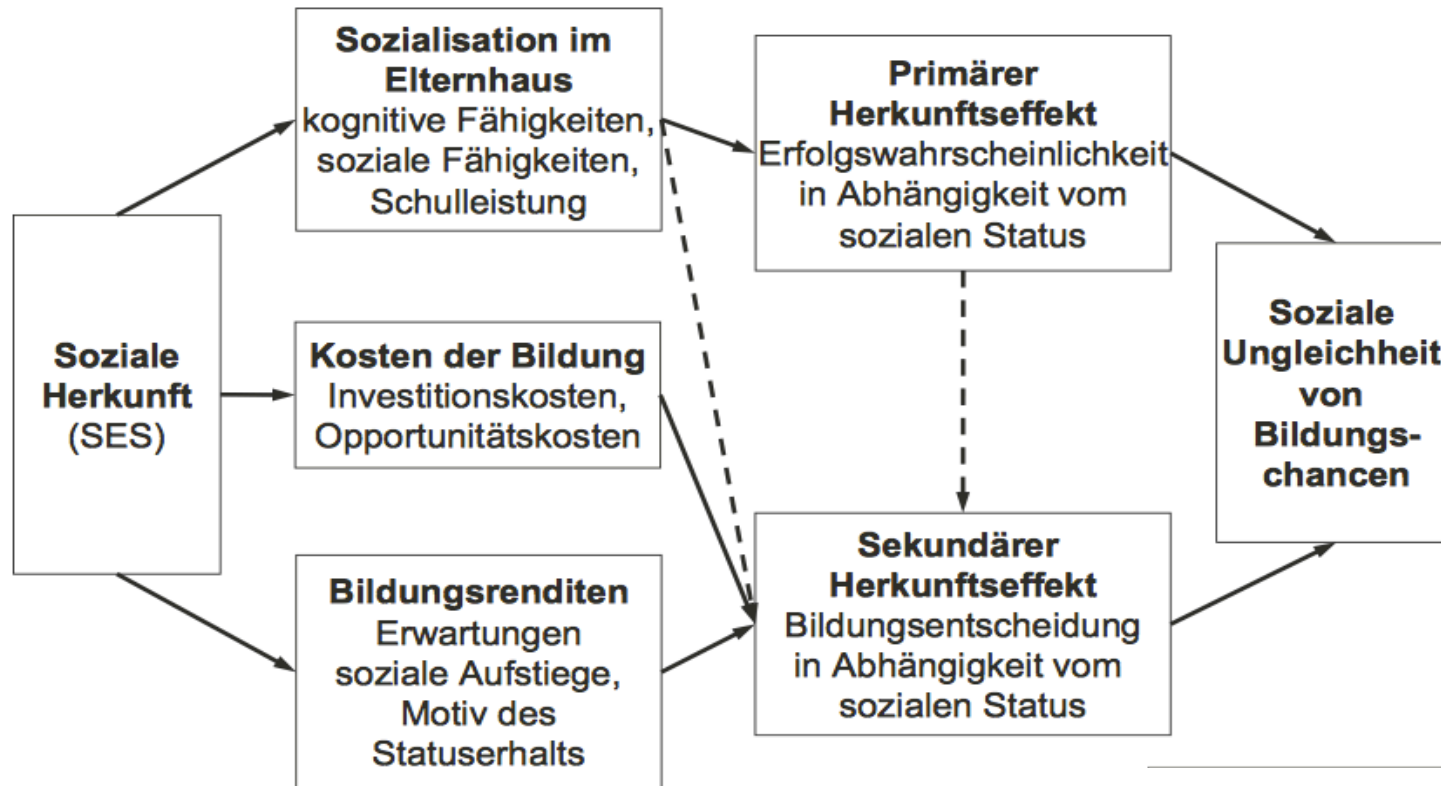 Soziale
Herkunft
(SES)
Sozialisation im
Elternhaus
kognitive Fähigkeiten,
soziale Fähigkeiten,
Schulleistung
Kosten der Bildung
Investitionskosten,
Opportunitätskosten
Bildungsrenditen
Erwartungen
soziale Aufstiege,
Motiv des
Statuserhalts
Primärer
Herkunftseffekt
Erfolgswahrscheinlichkeit
in Abhängigkeit vom
sozialen Status
Sekundärer
Herkunftseffekt
Bildungsentscheidung
in Abhängigkeit vom
sozialen Status
Soziale
Ungleichheit
von
Bildungs-
chancen